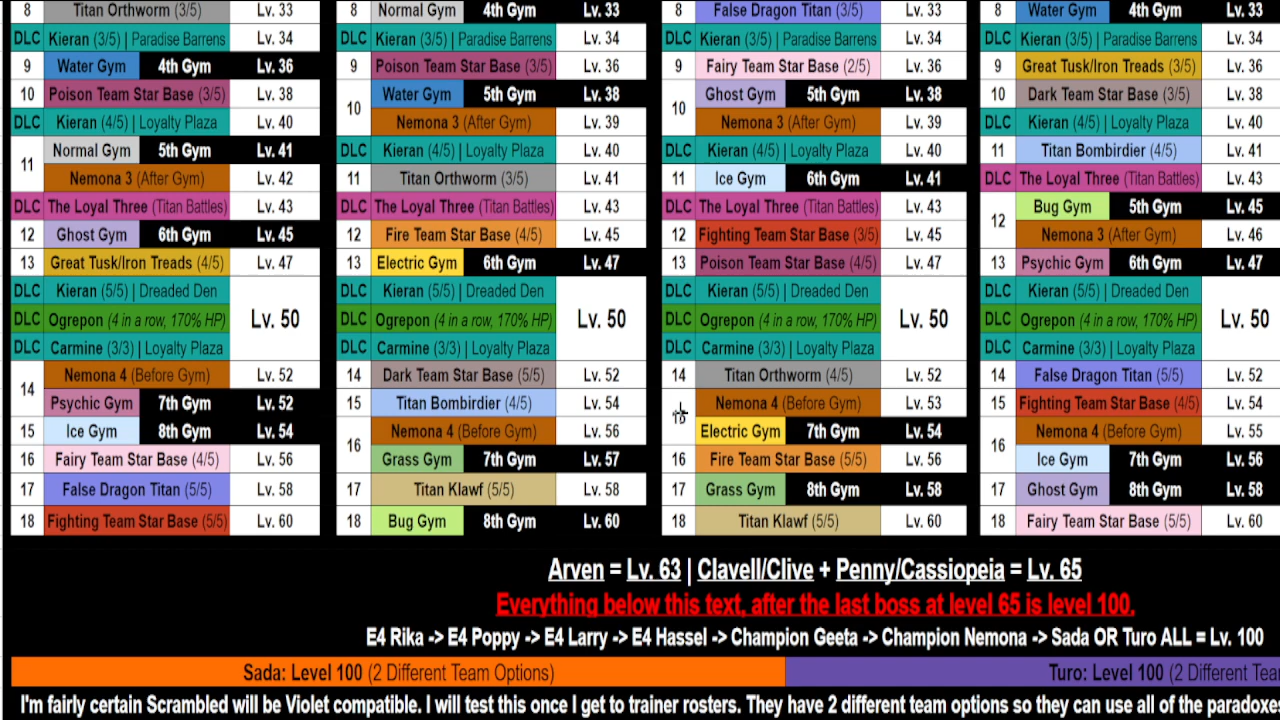 8 Titan Orthworm (3/5) Lv. 33
DLC Kieran (3/5) | Paradise Barrens Lv. 34
9 Water Gym 4th Gym Lv. 36
10 Poison Team Star Base (3/5) Lv. 38
DLC Kieran (4/5) | Loyalty Plaza Lv. 40
11 Normal Gym 5th Gym Lv. 41
Nemona 3 (After Gym) Lv. 42
DLC The Loyal Three (Titan Battles) Lv. 43
12 Ghost Gym 6th Gym Lv. 45
13 Great Tusk/Iron Treads (4/5) Lv. 47
DLC Kieran (5/5) | Dreaded Den
DLC Ogrepon (4 in a row, 170% HP) Lv. 50
DLC Carmine (3/3) | Loyalty Plaza
14 Nemona 4 (Before Gym) Lv. 52
Psychic Gym 7th Gym Lv. 52
15 Ice Gym 8th Gym Lv. 54
16 Fairy Team Star Base (4/5) Lv. 56
17 False Dragon Titan (5/5) Lv. 58
18 Fighting Team Star Base (5/5) Lv. 60
8 Normal Gym 4th Gym Lv. 33
DLC Kieran (3/5) | Paradise Barrens Lv. 34
9 Poison Team Star Base (3/5) Lv. 36
10 Water Gym 5th Gym Lv. 38
Nemona 3 (After Gym) Lv. 39
DLC Kieran (4/5) | Loyalty Plaza Lv. 40
11 Titan Orthworm (3/5) Lv. 41
DLC The Loyal Three (Titan Battles) Lv. 43
12 Fire Team Star Base (4/5) Lv. 45
13 Electric Gym 6th Gym Lv. 47
DLC Kieran (5/5) | Dreaded Den
DLC Ogrepon (4 in a row, 170% HP) Lv. 50
DLC Carmine (3/3) | Loyalty Plaza
14 Dark Team Star Base (5/5) Lv. 52
15 Titan Bombirdier (4/5) Lv. 54
16 Nemona 4 (Before Gym) Lv. 56
Grass Gym 7th Gym Lv. 57
17 Titan Klawf (5/5) Lv. 58
18 Bug Gym 8th Gym Lv. 60
8 False Dragon Titan (3/5) Lv. 33
DLC Kieran (3/5) | Paradise Barrens Lv. 34
9 Fairy Team Star Base (2/5) Lv. 36
10 Ghost Gym 5th Gym Lv. 38
Nemona 3 (After Gym) Lv. 39
DLC Kieran (4/5) | Loyalty Plaza Lv. 40
11 Ice Gym 6th Gym Lv. 41
DLC The Loyal Three (Titan Battles) Lv. 43
12 Fighting Team Star Base (3/5) Lv. 45
13 Poison Team Star Base (4/5) Lv. 47
DLC Kieran (5/5) | Dreaded Den
DLC Ogrepon (4 in a row, 170% HP) Lv. 50
DLC Carmine (3/3) | Loyalty Plaza
14 Titan Orthworm (4/5) Lv. 52
15 Nemona 4 (Before Gym) Lv. 53
Electric Gym 7th Gym Lv. 54
16 Fire Team Star Base (5/5) Lv. 56
17 Grass Gym 8th Gym Lv. 58
18 Titan Klawf (5/5) Lv. 60
8 Water Gym 4th Gym Lv. 33
DLC Kieran (3/5) | Paradise Barrens Lv. 34
9 Great Tusk/Iron Treads (3/5) Lv. 36
10 Dark Team Star Base (3/5) Lv. 38
DLC Kieran (4/5) | Loyalty Plaza Lv. 40
11 Titan Bombirdier (4/5) Lv. 41
DLC The Loyal Three (Titan Battles) Lv. 43
12 Bug Gym 5th Gym Lv. 45
Nemona 3 (After Gym) Lv. 46
13 Psychic Gym 6th Gym Lv. 47
DLC Kieran (5/5) | Dreaded Den
DLC Ogrepon (4 in a row, 170% HP) Lv. 50
DLC Carmine (3/3) | Loyalty Plaza
14 False Dragon Titan (5/5) Lv. 52
15 Fighting Team Star Base (4/5) Lv. 54
16 Nemona 4 (Before Gym) Lv. 55
Ice Gym 7th Gym Lv. 56
17 Ghost Gym 8th Gym Lv. 58
18 Fairy Team Star Base (5/5) Lv. 60
Arven = Lv. 63 | Clavell/Clive + Penny/Cassiopeia = Lv. 65
Everything below this text, after the last boss at level 65 is level 100.
E4 Rika -> E4 Poppy -> E4 Larry -> E4 Hassel -> Champion Geeta -> Champion Nemona -> Sada OR Turo ALL = Lv. 100
Sada: Level 100 (2 Different Team Options) Turo: Level 100 (2 Different Tea
I'm fairly certain Scrambled will be Violet compatible. I will test this once I get to trainer rosters. They have 2 different team options so they can use all of the paradoxes